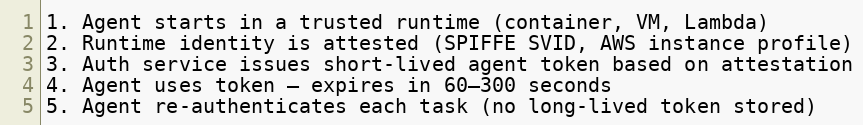 1 1. Agent starts in a trusted runtime (container, VM, Lambda)
2 2. Runtime identity is attested (SPIFFE SVID, AWS instance profile)
3 3. Auth service issues short-lived agent token based on attestation
4 4. Agent uses token — expires in 60–300 seconds
5 5. Agent re-authenticates each task (no long-lived token stored)